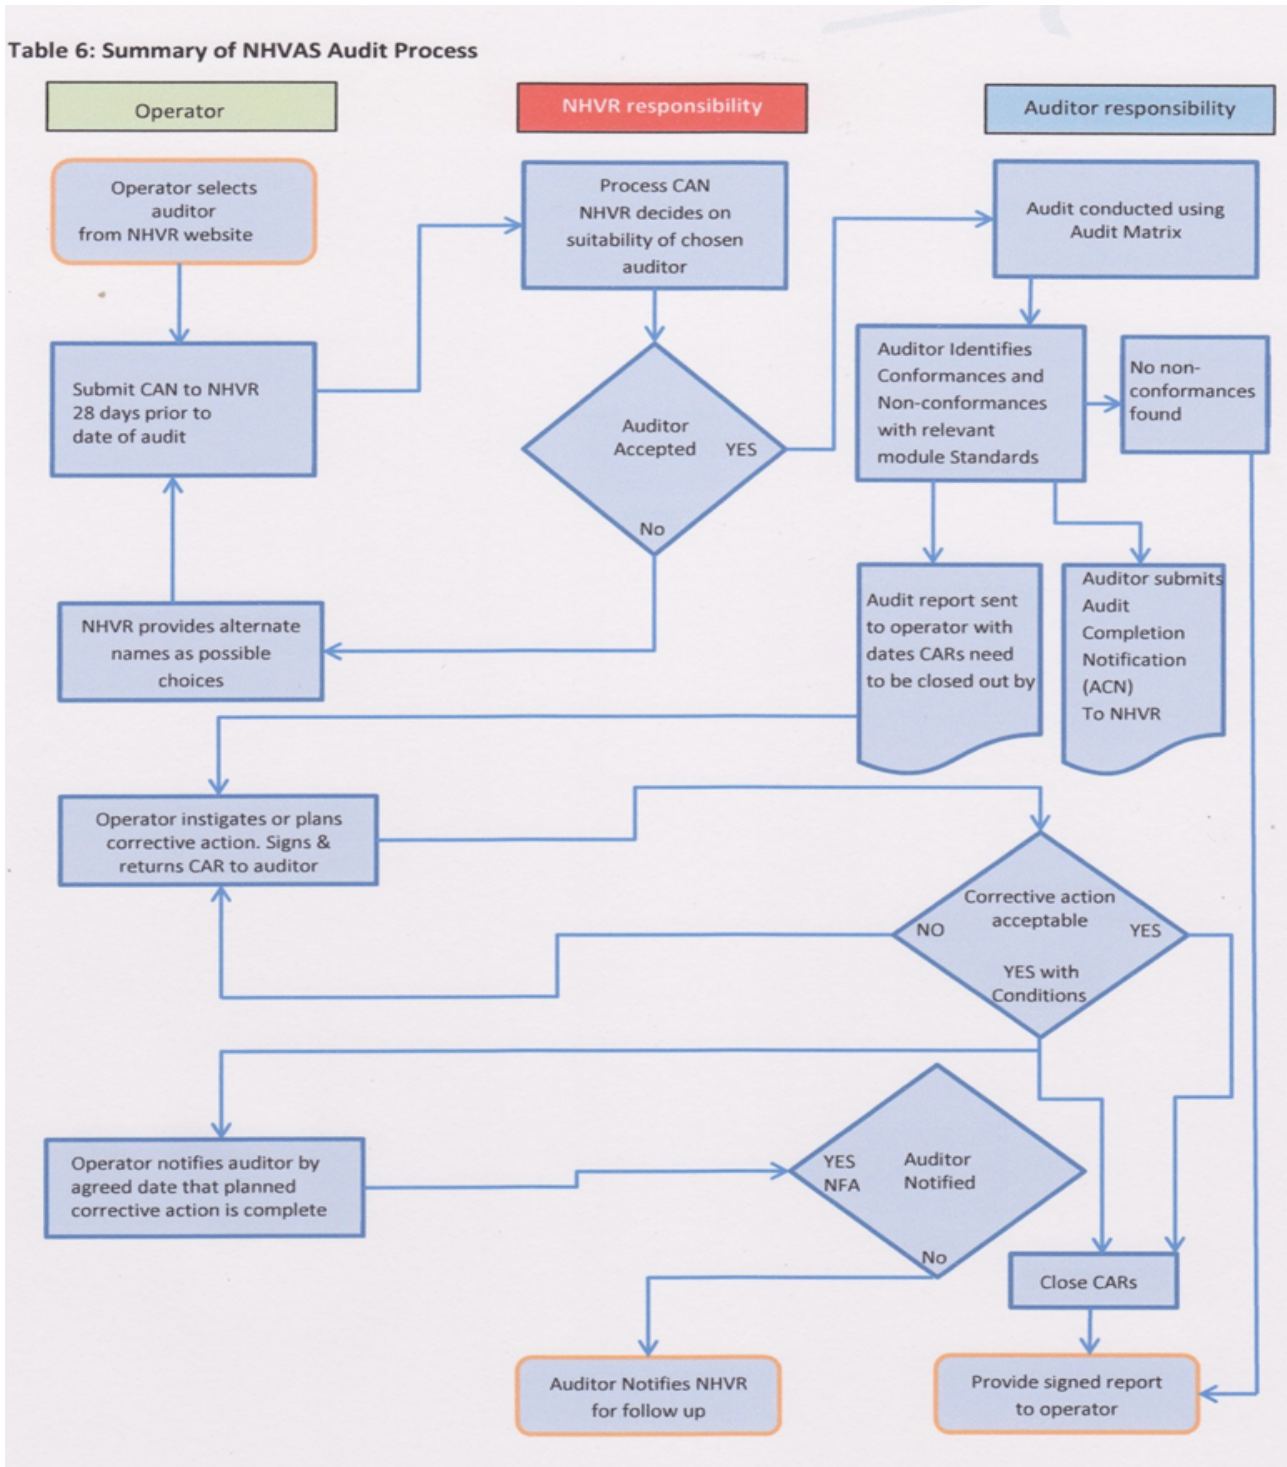 Table 6: Summary of NHVAS Audit Process
Operator
NHVR responsibility
Auditor responsibility
Operator selects
auditor
from NHVR website
Process CAN
NHVR decides on
suitability of chosen
auditor
Audit conducted using
Audit Matrix
Submit CAN to NHVR
28 days prior to
date of audit
Auditor
Accepted
YES
No
Auditor Identifies
Conformances and
Non-conformances
with relevant
module Standards
No non-
conformances
found
NHVR provides alternate
names as possible
choices
Audit report sent
to operator with
dates CARs need
to be closed out by
Auditor submits
Audit
Completion
Notification
(ACN)
To NHVR
Operator instigates or plans
corrective action. Signs &
returns CAR to auditor
Corrective action
acceptable
NO
YES
YES with
Conditions
Operator notifies auditor by
agreed date that planned
corrective action is complete
YES
NFA
Auditor
Notified
No
Close CARs
Auditor Notifies NHVR
for follow up
Provide signed report
to operator